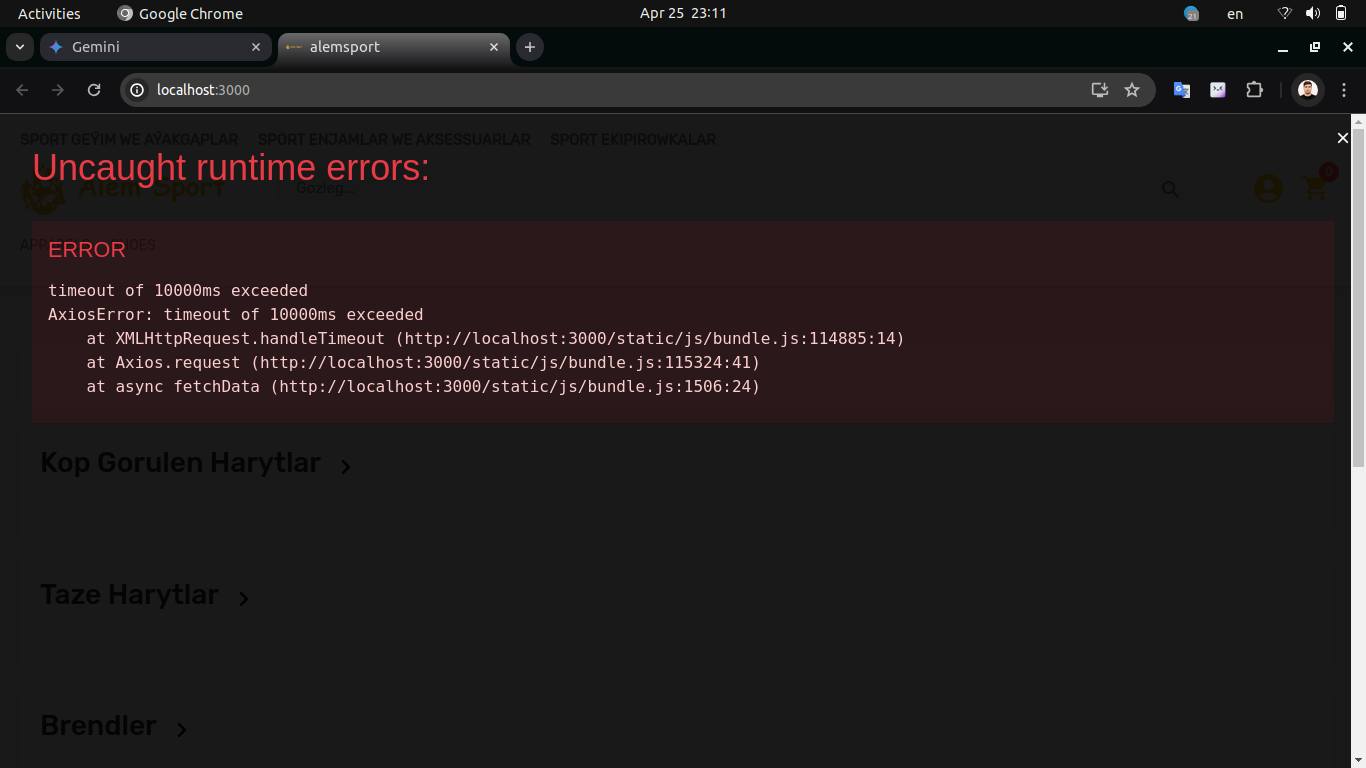 Activities Google Chrome Apr 25 23:11 21 en
Gemini alemsport
localhost:3000
SPORT GEÝIM WE AÝAKGAPLAR SPORT ENJAMLAR WE AKSESSUARLAR SPORT EKIPIROWKALAR
Uncaught runtime errors:
Alem Sport Gözleg... 0
ERROR
timeout of 10000ms exceeded
AxiosError: timeout of 10000ms exceeded
at XMLHttpRequest.handleTimeout (http://localhost:3000/static/js/bundle.js:114885:14)
at Axios.request (http://localhost:3000/static/js/bundle.js:115324:41)
at async fetchData (http://localhost:3000/static/js/bundle.js:1506:24)
Kop Gorulen Harytlar
Taze Harytlar
Brendler